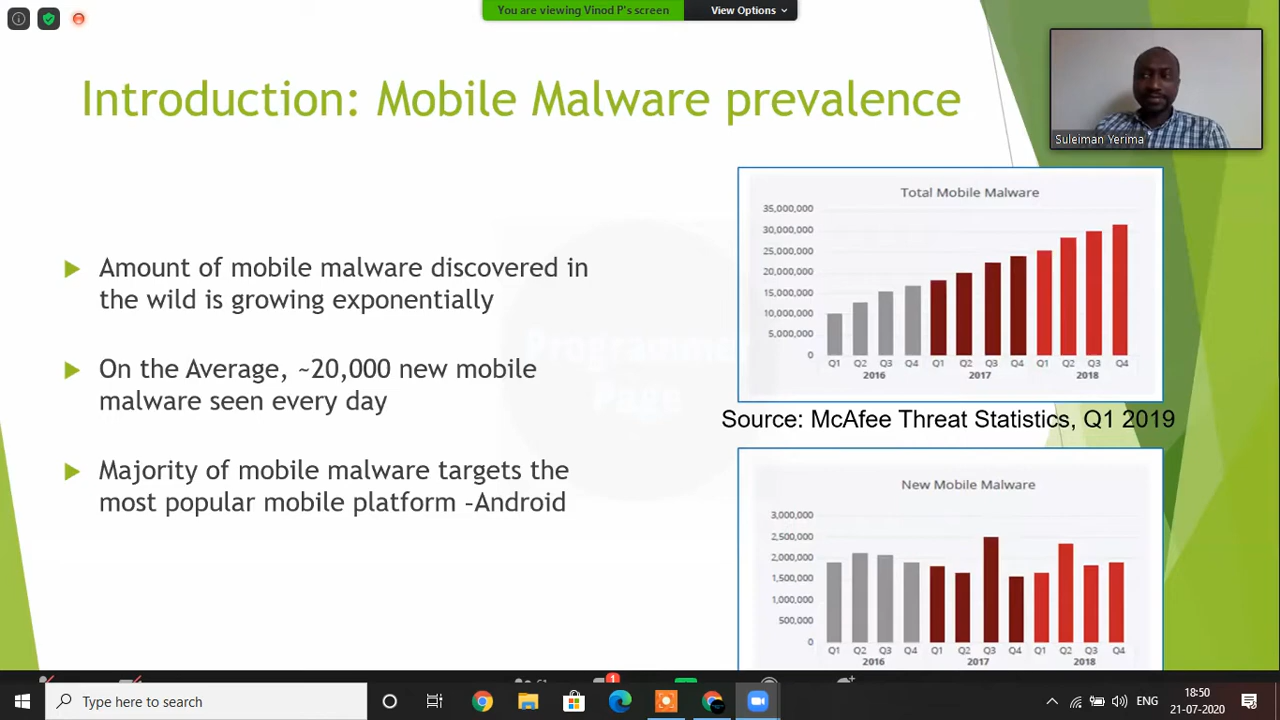 You are viewing Vinod P's screen
View Options
Introduction: Mobile Malware prevalence
Suleiman Yerima
Amount of mobile malware discovered in
the wild is growing exponentially
On the Average, ~20,000 new mobile
malware seen every day
Majority of mobile malware targets the
most popular mobile platform –Android
Programmer
Page
Total Mobile Malware
35,000,000
30,000,000
25,000,000
20,000,000
15,000,000
10,000,000
5,000,000
0
Q1 Q2 Q3 Q4 Q1 Q2 Q3 Q4 Q1 Q2 Q3 Q4
2016 2017 2018
Source: McAfee Threat Statistics, Q1 2019
New Mobile Malware
3,000,000
2,500,000
2,000,000
1,500,000
1,000,000
500,000
0
Q1 Q2 Q3 Q4 Q1 Q2 Q3 Q4 Q1 Q2 Q3 Q4
2016 2017 2018
1
Type here to search
ENG
18:50
21-07-2020